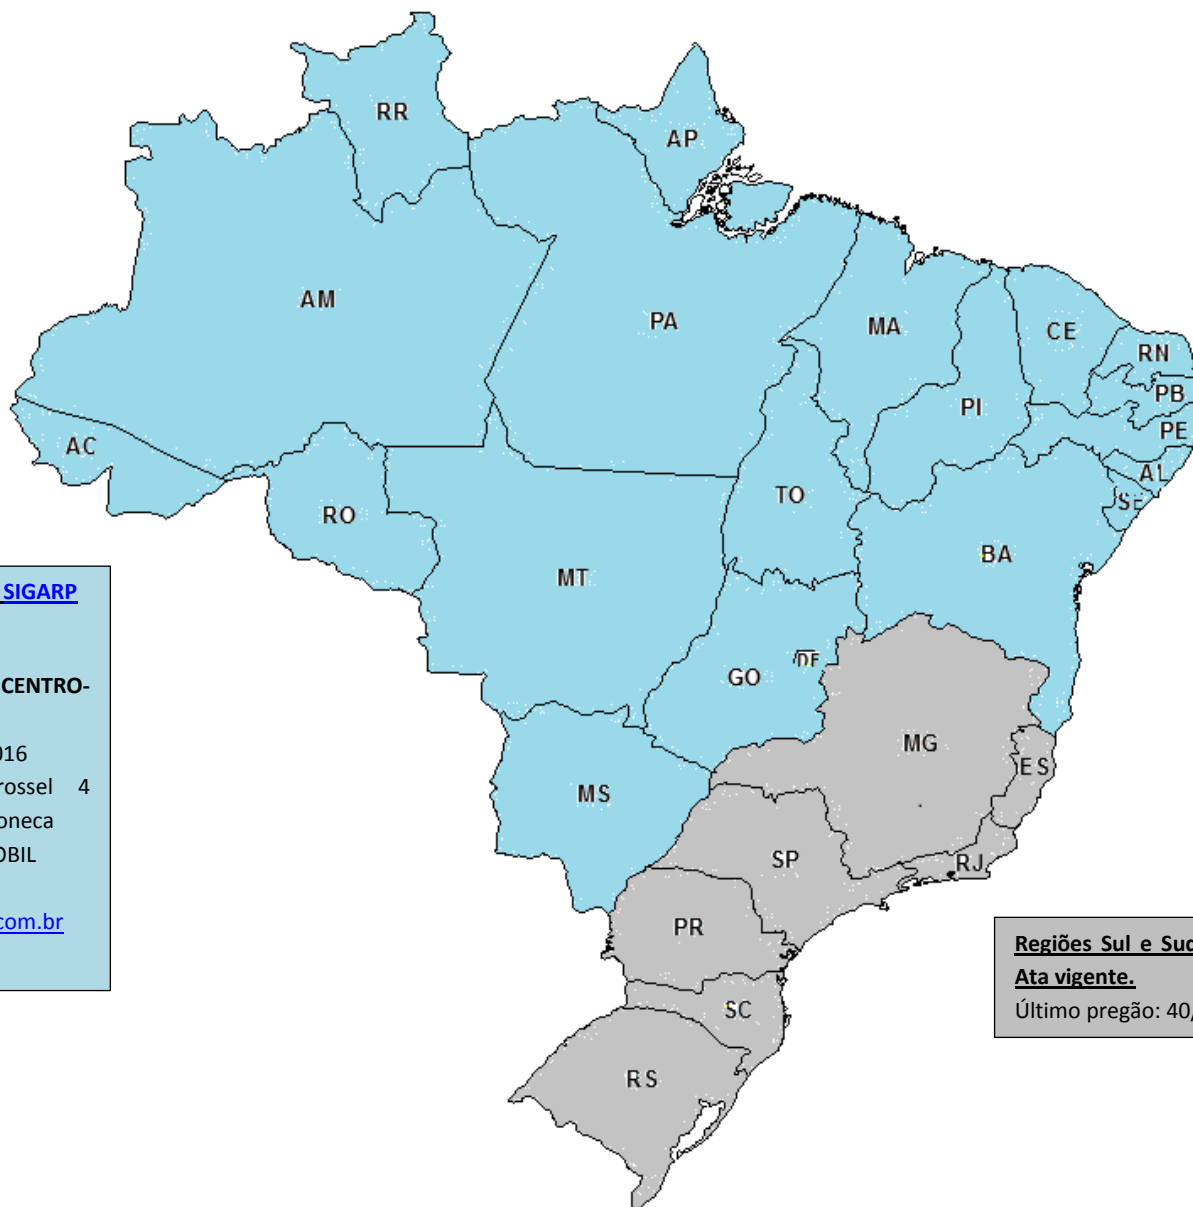 RR
AP
AM
PA
MA
CE
RN
PB
PI
PE
AC
AL
TO
SE
RO
BA
MT
DF
GO
MG
ES
MS
SP
RJ
PR
SC
RS
SIGARP
CENTRO-
016
rossel 4
oneca
OBIL
com.br
Regiões Sul e Sud
Ata vigente.
Último pregão: 40,